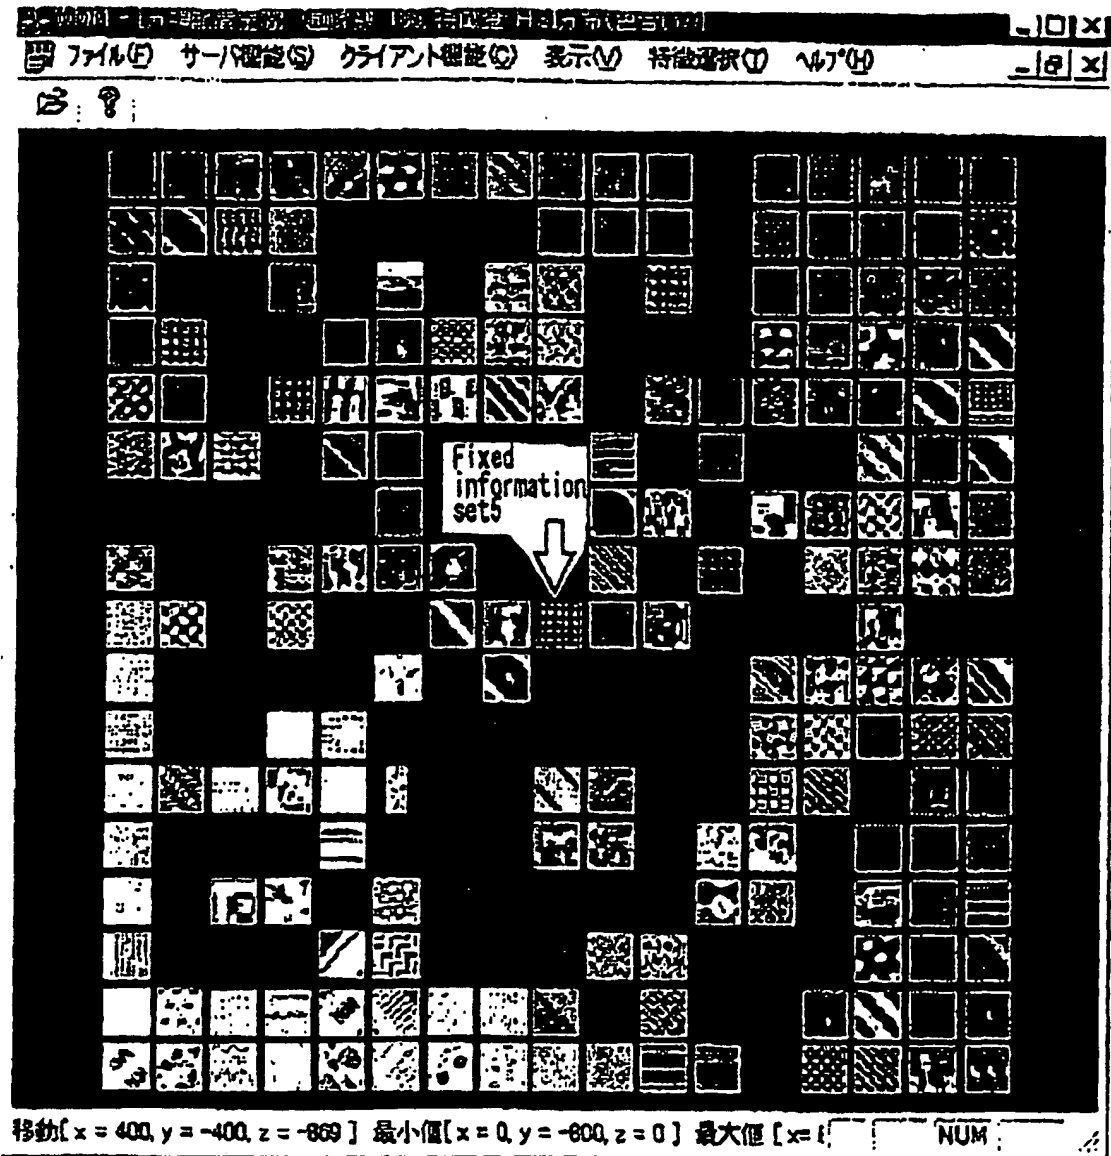 ファイル(F) サーバ機能(S) クライアント機能(C) 表示(V) 特徴選択(T) ヘルプ(H)
Fixed
information
set5
移動[ x = 400, y = -400, z = -869 ] 最小値[ x = 0, y = -800, z = 0 ] 最大値 [ x= NUM